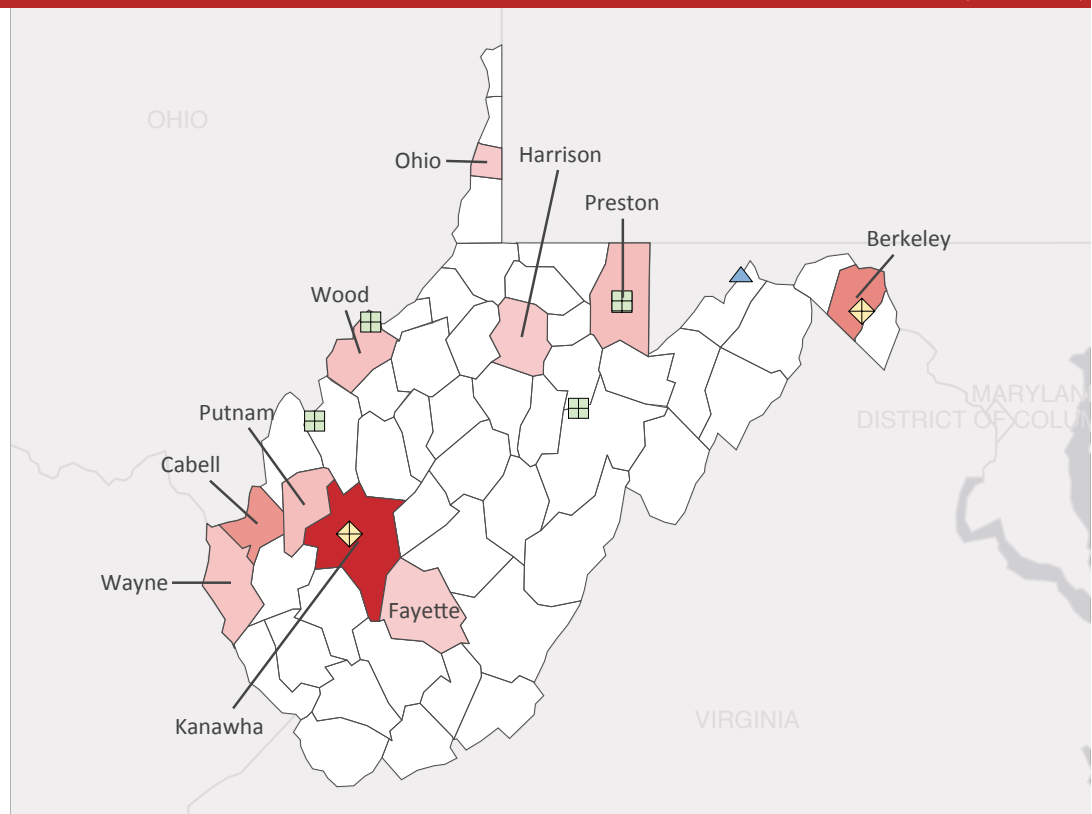 OHIO
Ohio
Harrison
Preston
Berkeley
Wood
MARYLAN
DISTRICT OF COLUM
Putnam
Cabell
Wayne
Fayette
Kanawha
VIRGINIA